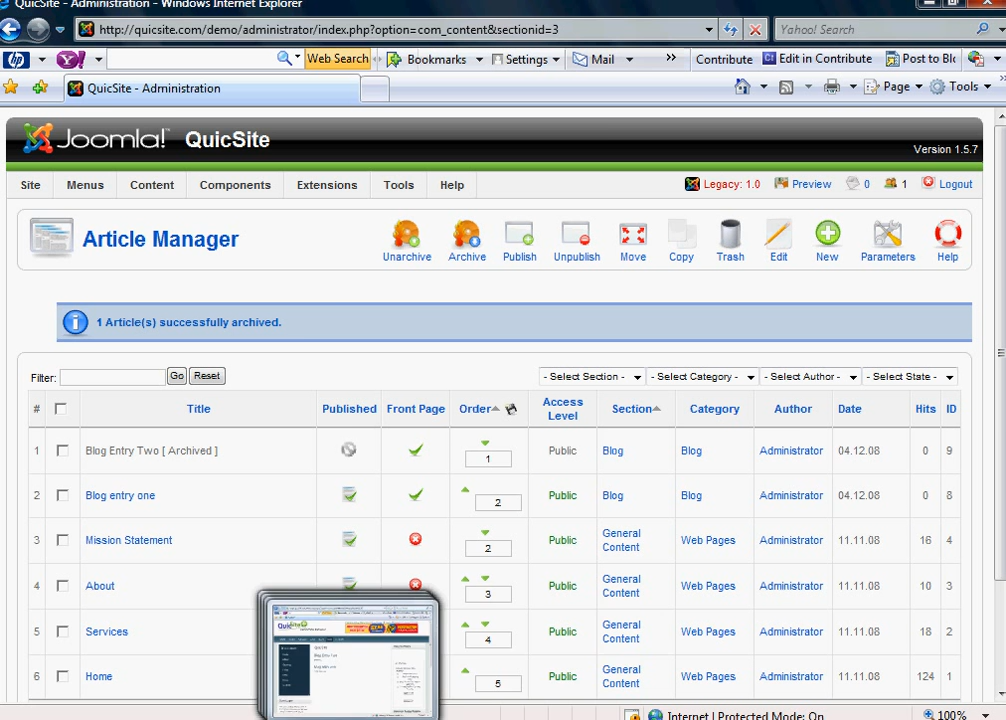 QuicSite - Administration - Windows Internet Explorer
http://quicsite.com/demo/administrator/index.php?option=com_content&sectionid=3
Yahoo! Search
hp Y! Web Search Bookmarks Settings Mail » Contribute Edit in Contribute Post to Blo »
QuicSite - Administration
Page Tools »
Joomla! QuicSite
Version 1.5.7
Site Menus Content Components Extensions Tools Help
Legacy: 1.0 Preview 0 1 Logout
Article Manager
Unarchive Archive Publish Unpublish Move Copy Trash Edit New Parameters Help
1 Article(s) successfully archived.
Filter: Go Reset - Select Section - - Select Category - - Select Author - - Select State -
# Title Published Front Page Order Access Level Section Category Author Date Hits ID
1 Blog Entry Two [ Archived ] 1 Public Blog Blog Administrator 04.12.08 0 9
2 Blog entry one 2 Public Blog Blog Administrator 04.12.08 0 8
3 Mission Statement 2 Public General Content Web Pages Administrator 11.11.08 16 4
4 About 3 Public General Content Web Pages Administrator 11.11.08 10 3
5 Services 4 Public General Content Web Pages Administrator 11.11.08 18 2
6 Home 5 Public General Content Web Pages Administrator 11.11.08 124 1
QuicSite
Internet | Protected Mode: On 100%